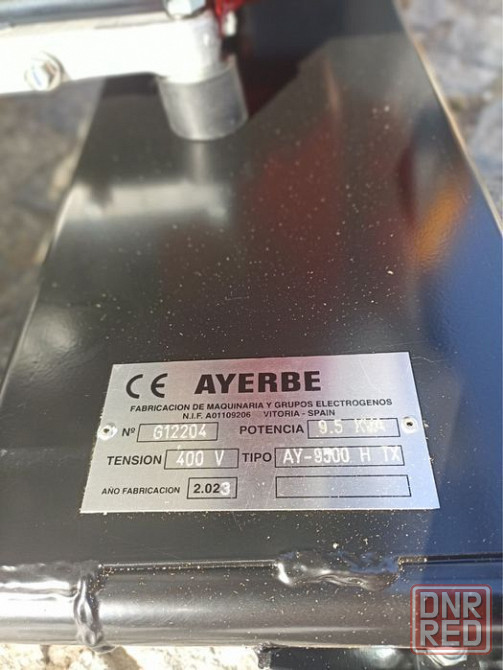 CE AYERBE
FABRICACION DE MAQUINARIA Y GRUPOS ELECTROGENOS
N.I.F. A01109206 VITORIA - SPAIN
Nº G12204 POTENCIA 9.5 KVA
TENSION 400 V TIPO AY-9500 H TX
AÑO FABRICACION 2.023
DNR
RED